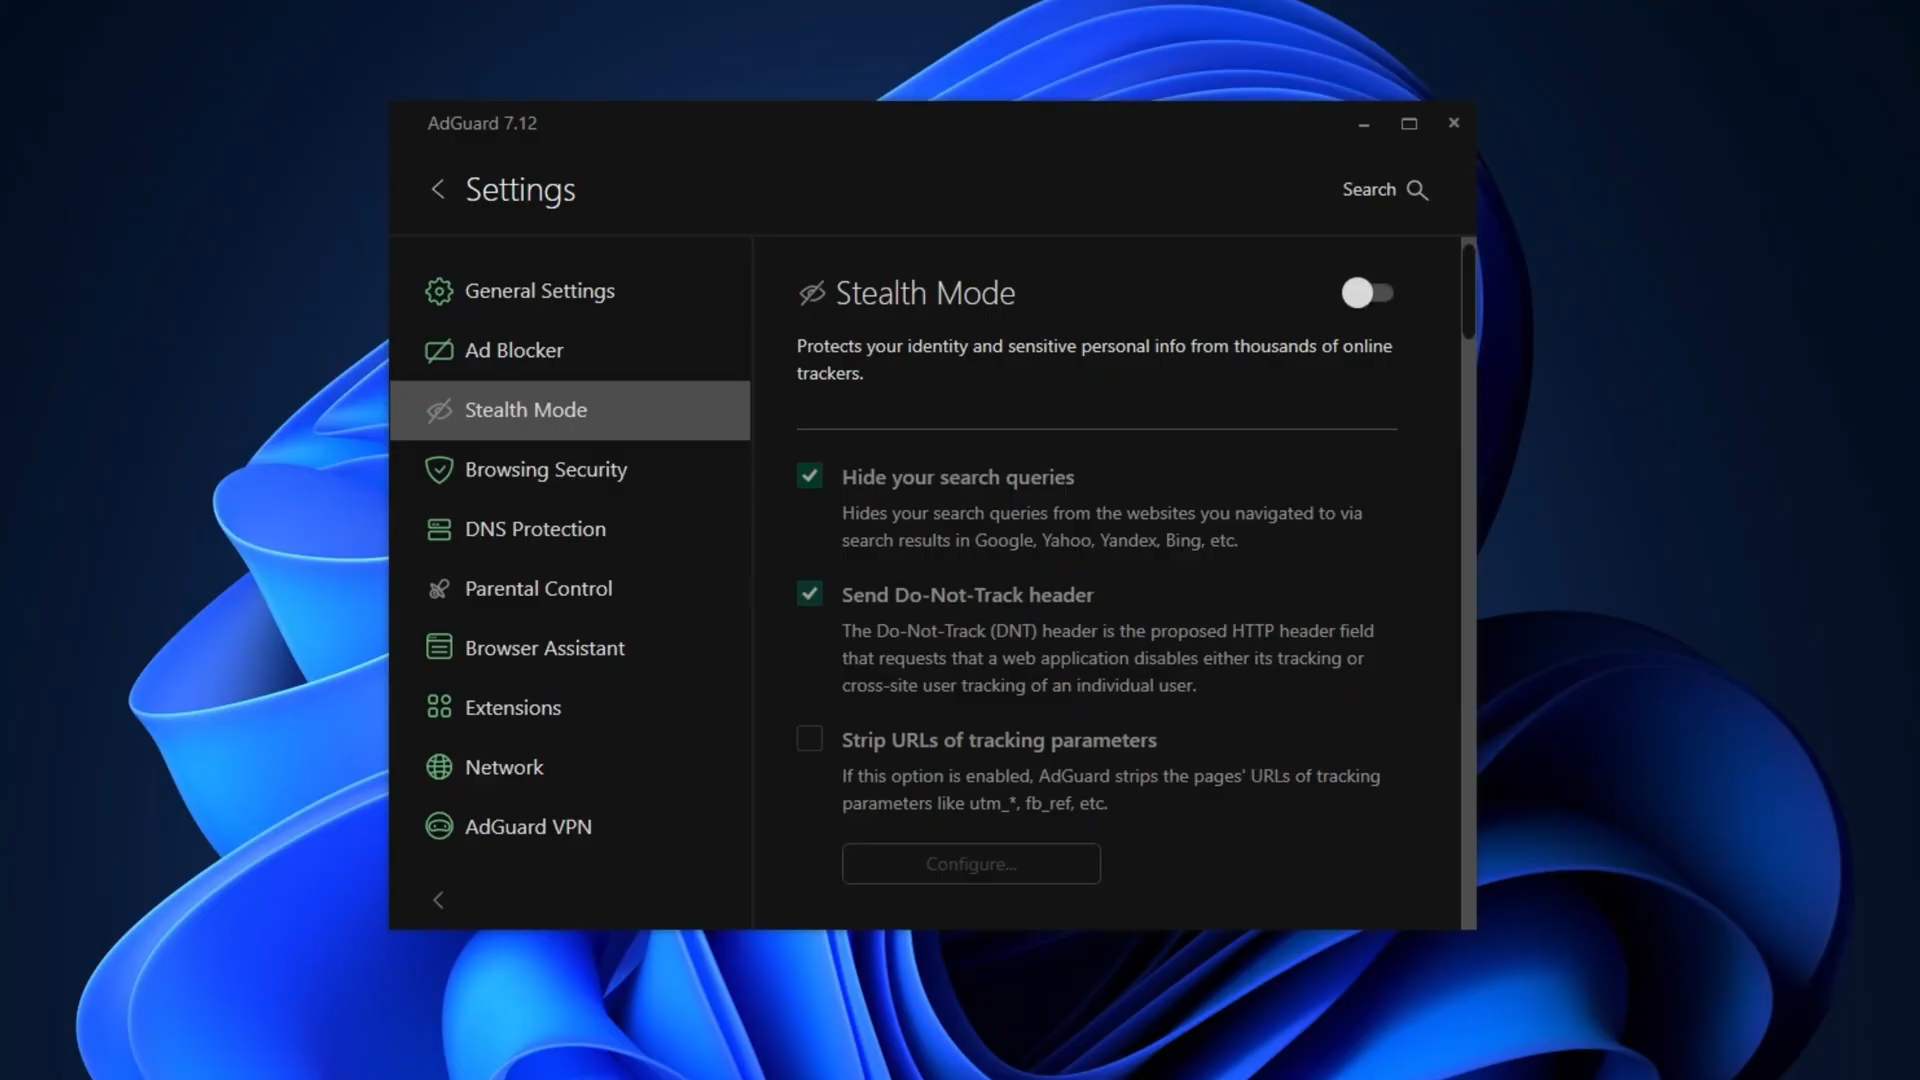 AdGuard 7.12
Settings
Search
General Settings
Ad Blocker
Stealth Mode
Browsing Security
DNS Protection
Parental Control
Browser Assistant
Extensions
Network
AdGuard VPN
Stealth Mode
Protects your identity and sensitive personal info from thousands of online
trackers.
Hide your search queries
Hides your search queries from the websites you navigated to via
search results in Google, Yahoo, Yandex, Bing, etc.
Send Do-Not-Track header
The Do-Not-Track (DNT) header is the proposed HTTP header field
that requests that a web application disables either its tracking or
cross-site user tracking of an individual user.
Strip URLs of tracking parameters
If this option is enabled, AdGuard strips the pages' URLs of tracking
parameters like utm_*, fb_ref, etc.
Configure...